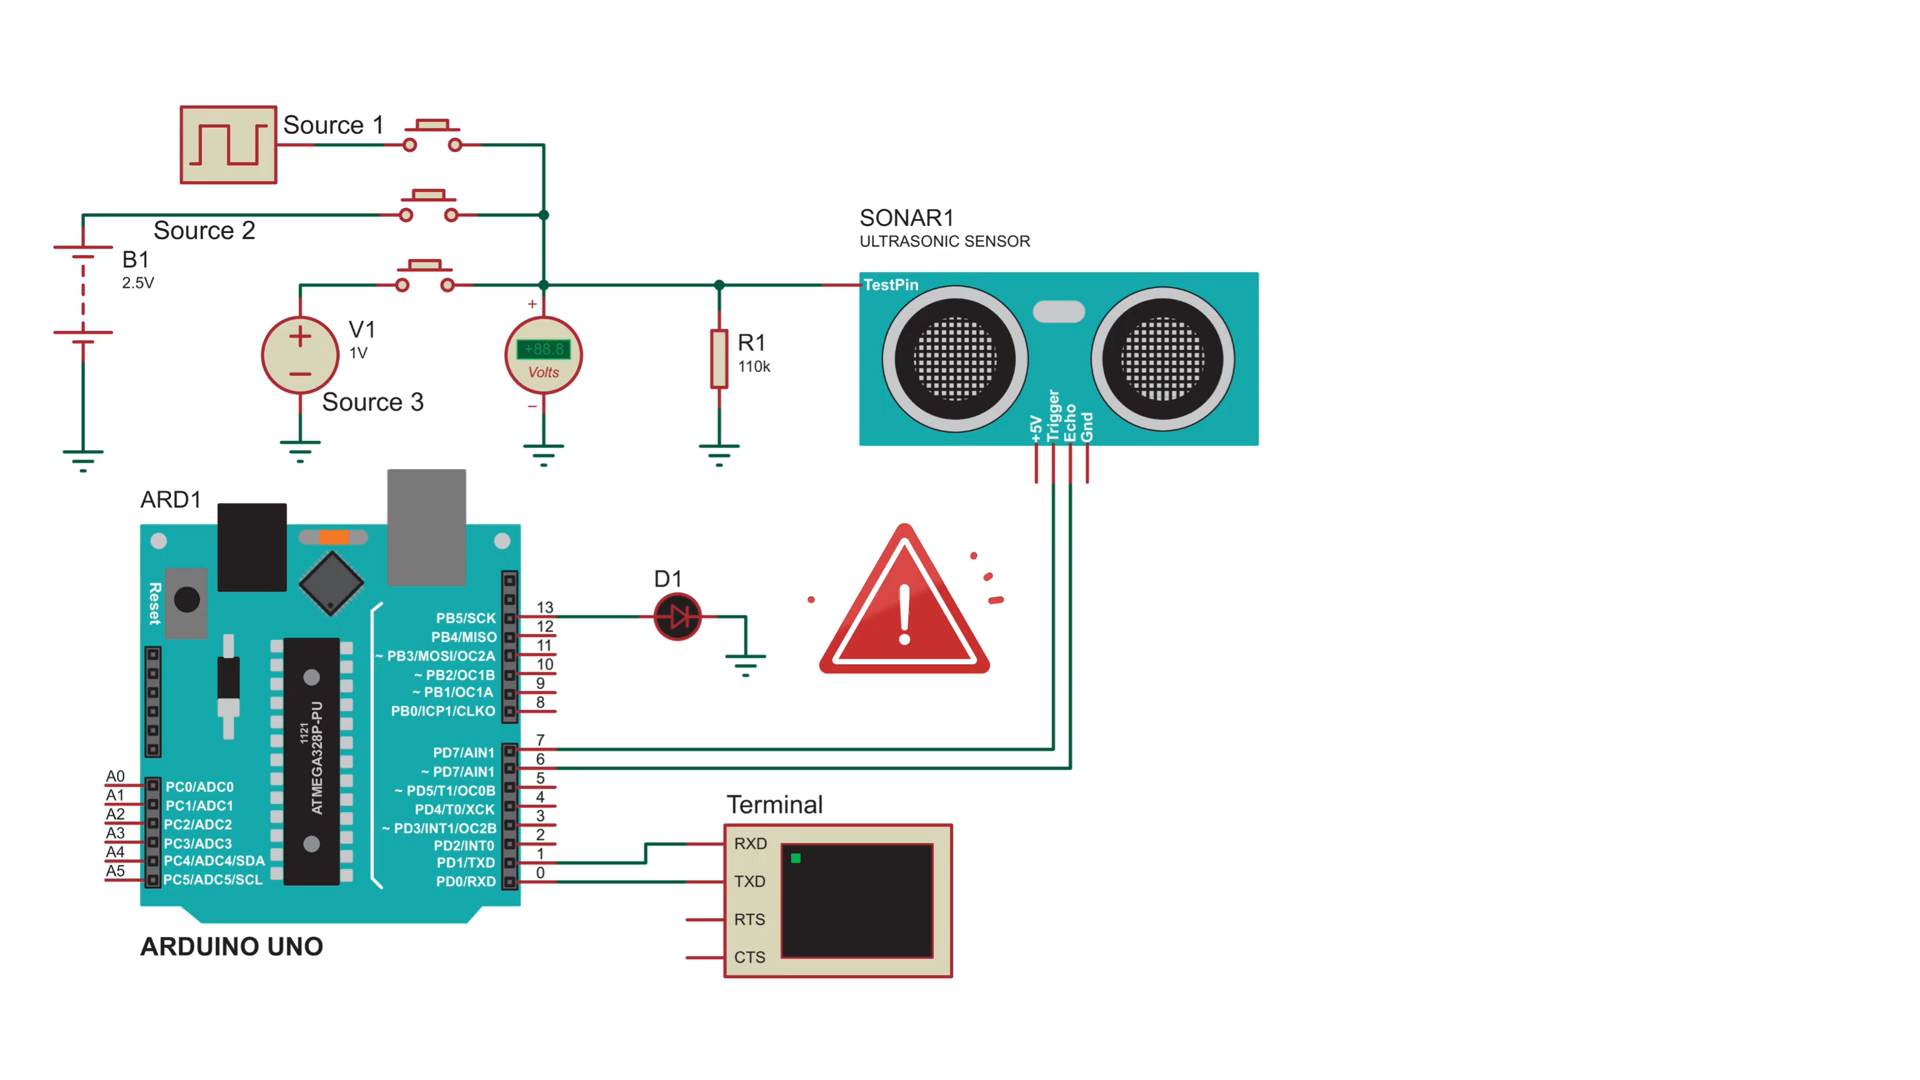 Source 1
Source 2
B1
2.5V
V1
1V
Source 3
+
+88.8
Volts
R1
110k
SONAR1
ULTRASONIC SENSOR
TestPin
+5V
Trigger
Echo
Gnd
ARD1
Reset
1121
ATMEGA328P-PU
PB5/SCK 13
PB4/MISO 12
~ PB3/MOSI/OC2A 11
~ PB2/OC1B 10
~ PB1/OC1A 9
PB0/ICP1/CLKO 8
PD7/AIN1 7
~ PD7/AIN1 6
~ PD5/T1/OC0B 5
PD4/T0/XCK 4
~ PD3/INT1/OC2B 3
PD2/INT0 2
PD1/TXD 1
PD0/RXD 0
A0 PC0/ADC0
A1 PC1/ADC1
A2 PC2/ADC2
A3 PC3/ADC3
A4 PC4/ADC4/SDA
A5 PC5/ADC5/SCL
ARDUINO UNO
D1
!
Terminal
RXD
TXD
RTS
CTS